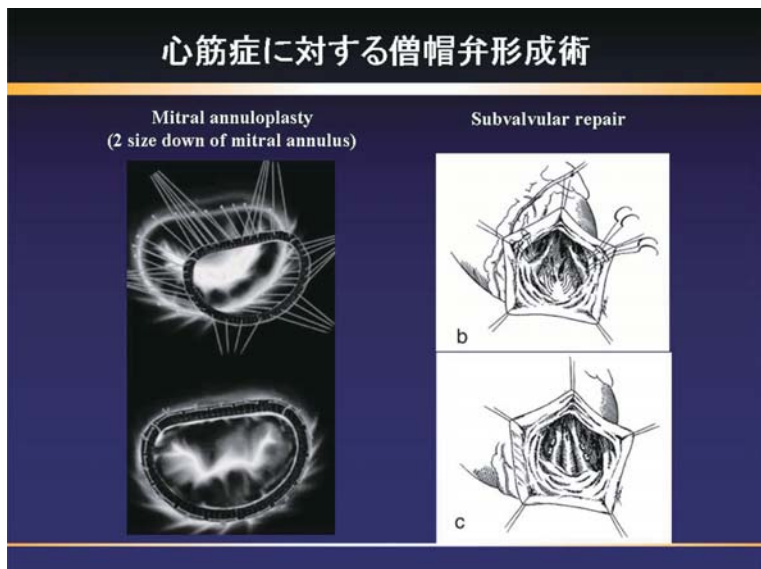 心筋症に対する僧帽弁形成術
Mitral annuloplasty
(2 size down of mitral annulus)
Subvalvular repair
b
c